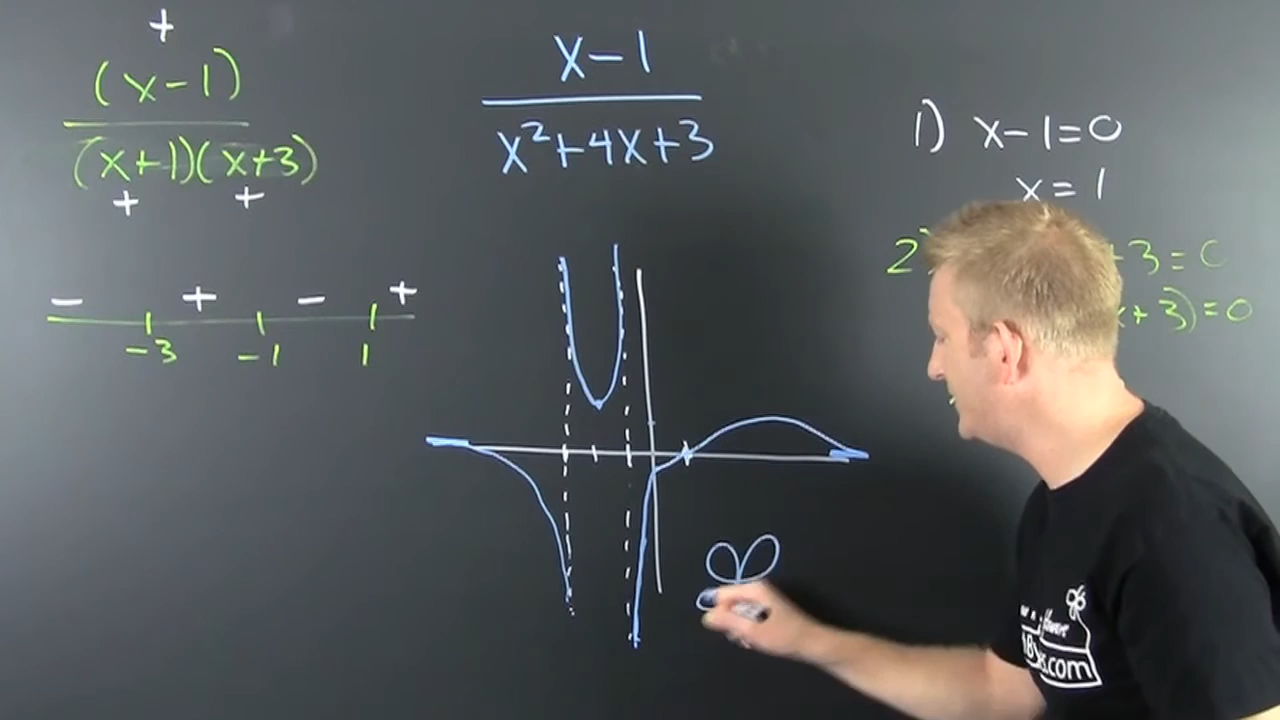 +
(x-1)
(x+1)(x+3)
+ +
- + - +
-3 -1 1
x-1
x²+4x+3
1) x-1=0
x = 1
2) +3=0
x+3)=0
.com